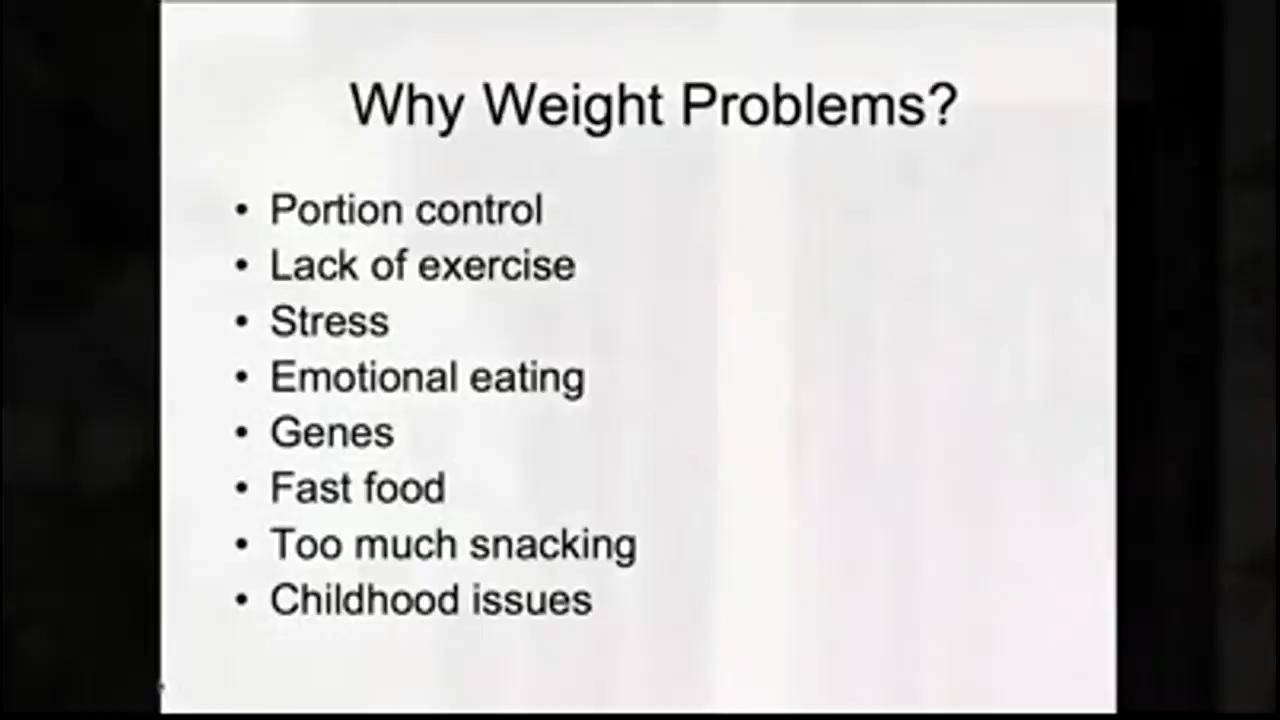 Why Weight Problems?
• Portion control
• Lack of exercise
• Stress
• Emotional eating
• Genes
• Fast food
• Too much snacking
• Childhood issues